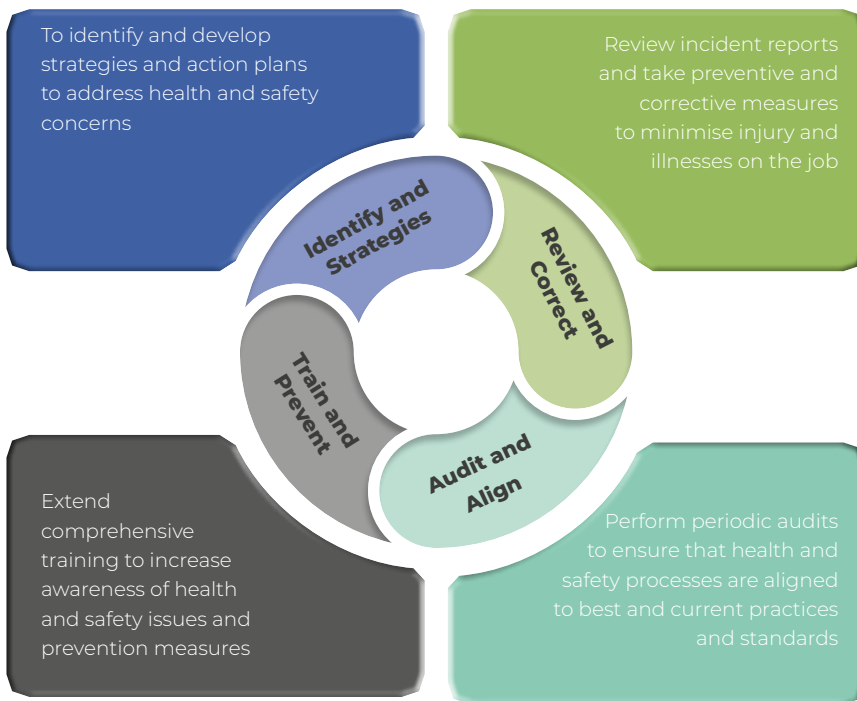 To identify and develop
strategies and action plans
to address health and safety
concerns
Review incident reports
and take preventive and
corrective measures
to minimise injury and
illnesses on the job
Identify and
Strategies
Review and
Correct
Train and
Prevent
Audit and
Align
Extend
comprehensive
training to increase
awareness of health
and safety issues and
prevention measures
Perform periodic audits
to ensure that health and
safety processes are aligned
to best and current practices
and standards